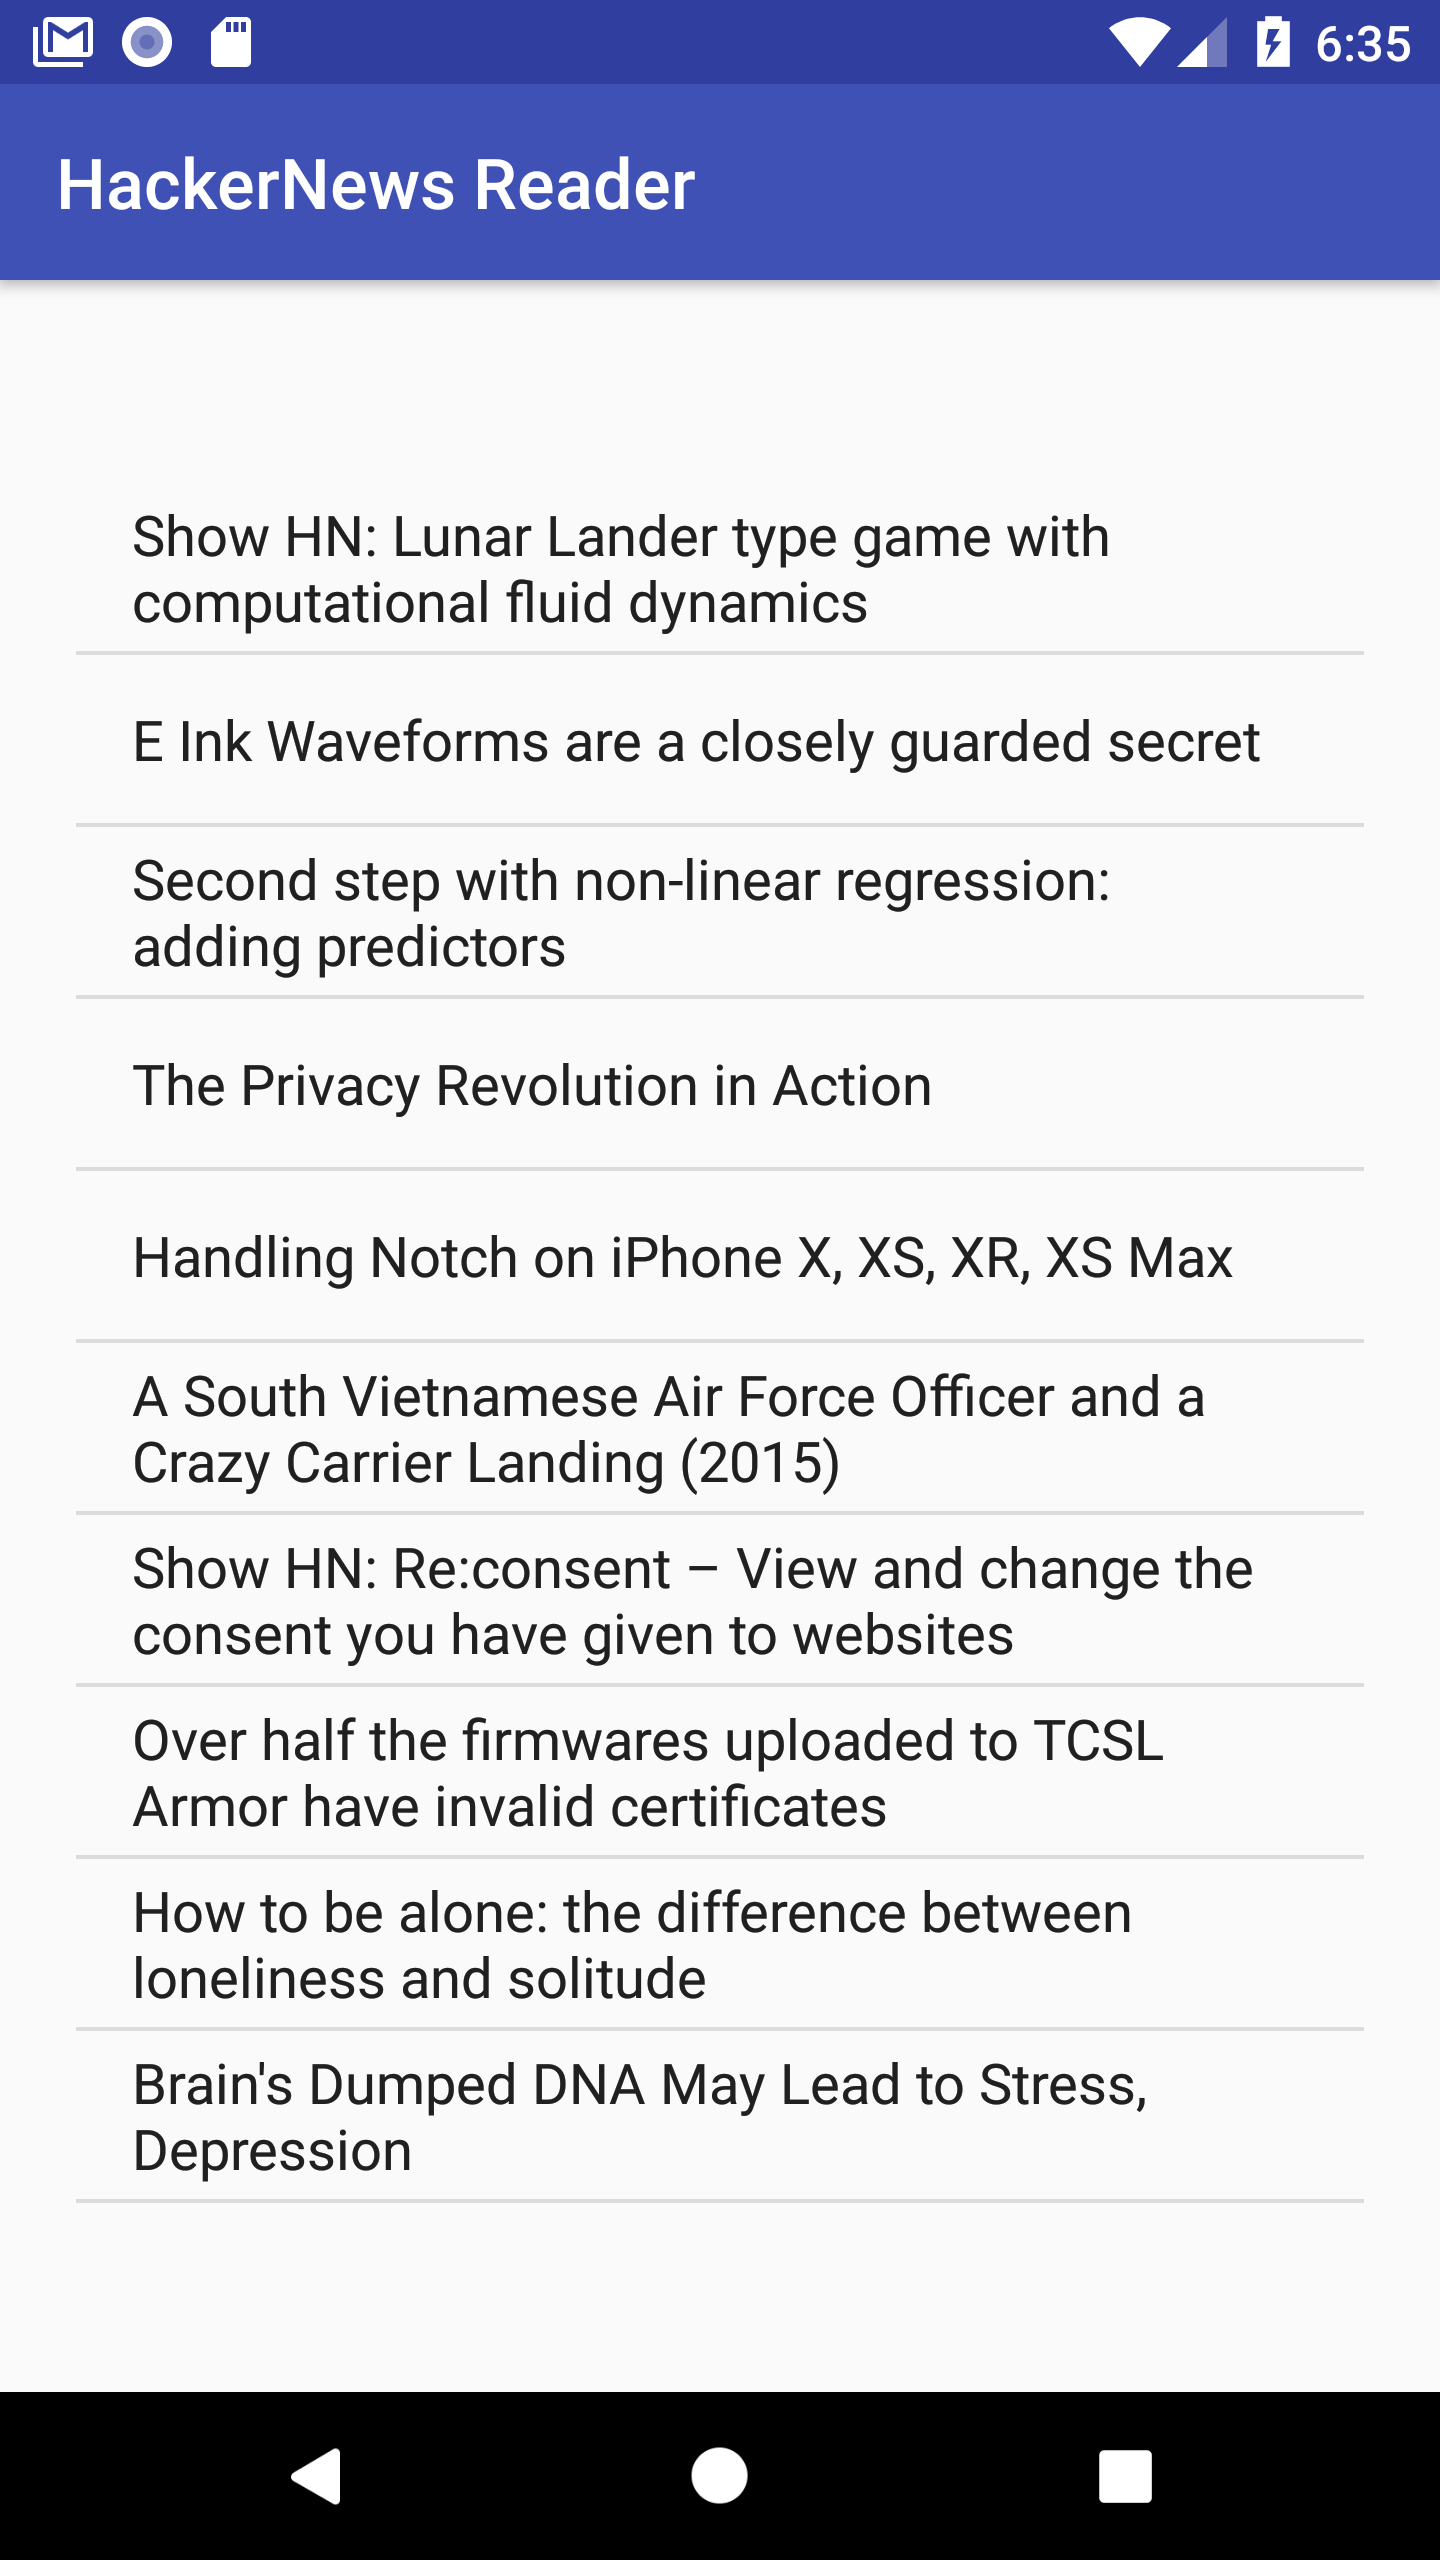 6:35
HackerNews Reader
Show HN: Lunar Lander type game with
computational fluid dynamics
E Ink Waveforms are a closely guarded secret
Second step with non-linear regression:
adding predictors
The Privacy Revolution in Action
Handling Notch on iPhone X, XS, XR, XS Max
A South Vietnamese Air Force Officer and a
Crazy Carrier Landing (2015)
Show HN: Re:consent – View and change the
consent you have given to websites
Over half the firmwares uploaded to TCSL
Armor have invalid certificates
How to be alone: the difference between
loneliness and solitude
Brain's Dumped DNA May Lead to Stress,
Depression